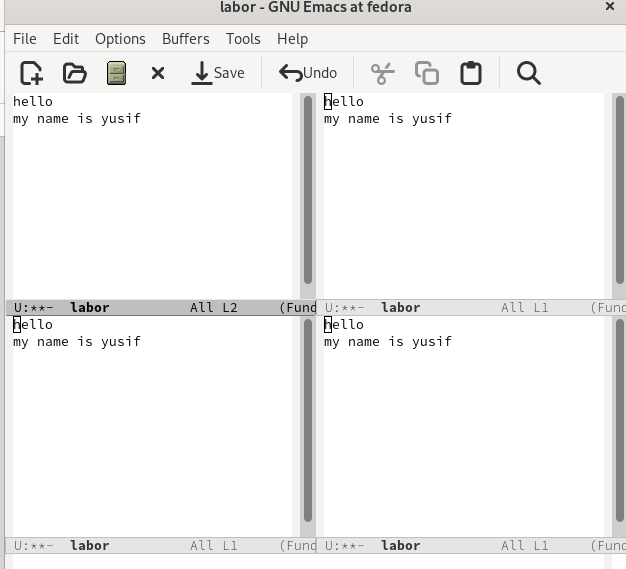 labor - GNU Emacs at fedora
File Edit Options Buffers Tools Help
Save Undo
hello
my name is yusif
U:**- labor All L2 (Fund
hello
my name is yusif
U:**- labor All L1 (Fund
hello
my name is yusif
U:**- labor All L1 (Fund
hello
my name is yusif
U:**- labor All L1 (Fund